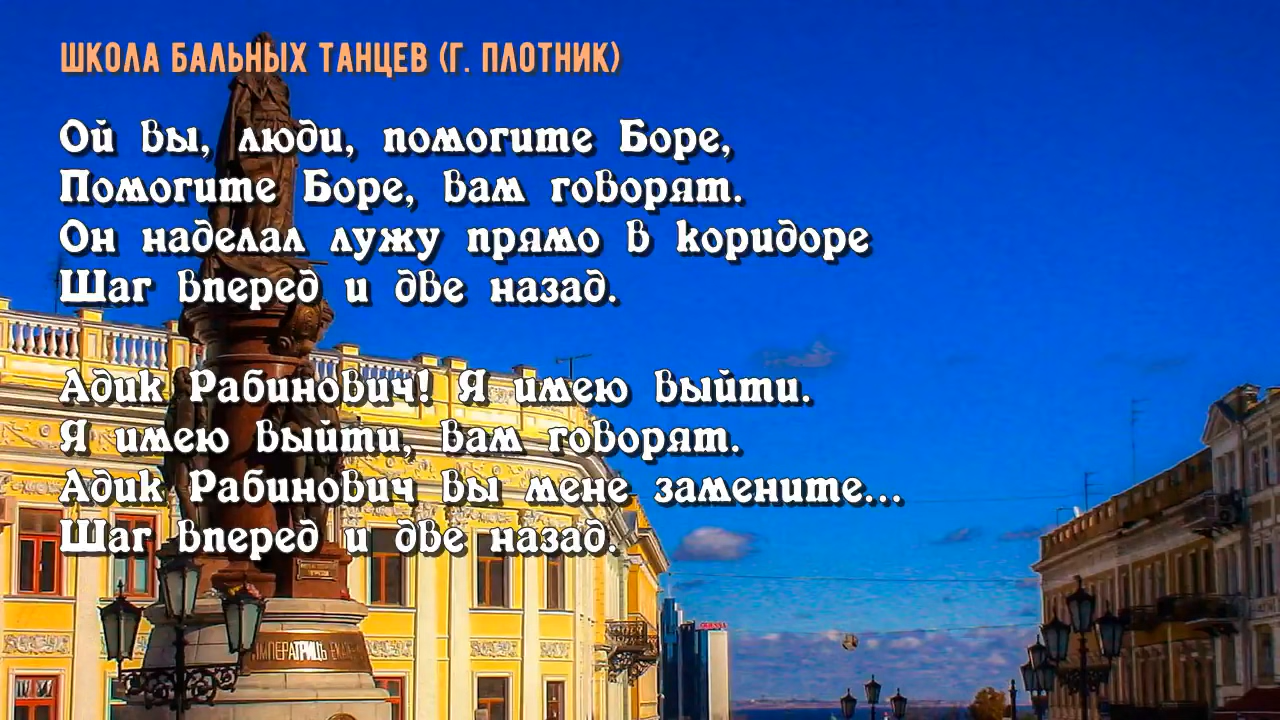 ШКОЛА БАЛЬНЫХ ТАНЦЕВ (Г. ПЛОТНИК)
Ой вы, люди, помогите Боре,
Помогите Боре, вам говорят.
Он наделал лужу прямо в коридоре
Шаг вперед и две назад.
Адик Рабинович! Я имею выйти.
Я имею выйти, вам говорят.
Адик Рабинович вы мене замените...
Шаг вперед и две назад.